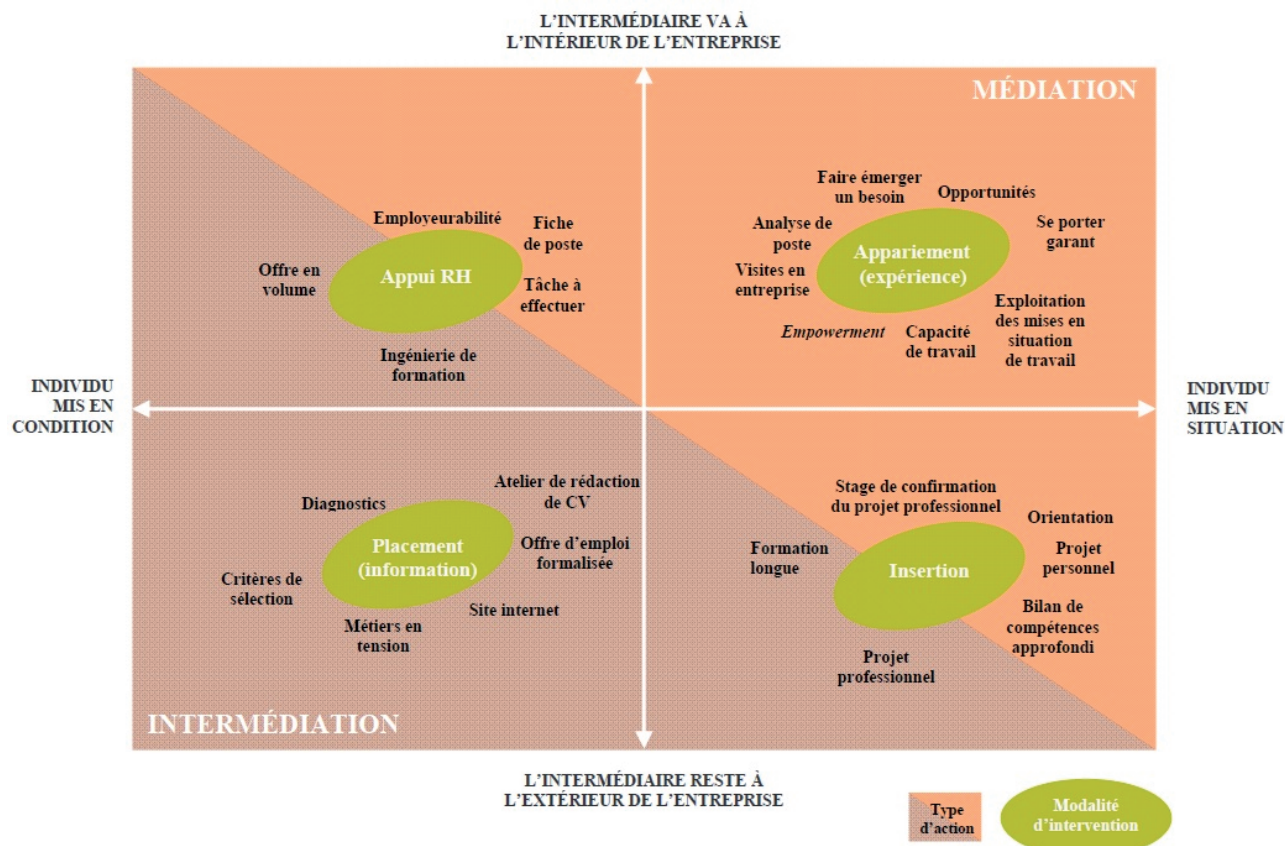 L'INTERMÉDIAIRE VA À
L'INTÉRIEUR DE L'ENTREPRISE
MÉDIATION
Faire émerger
un besoin
Opportunités
Analyse de
poste
Se porter
garant
Appariement
(expérience)
Visites en
entreprise
Exploitation
des mises en
situation
de travail
Empowerment
Capacité
de travail
Employeurabilité
Fiche
de poste
Offre en
volume
Appui RH
Tâche à
effectuer
Ingénierie de
formation
INDIVIDU
MIS EN
CONDITION
INDIVIDU
MIS EN
SITUATION
Diagnostics
Atelier de rédaction
de CV
Placement
(information)
Offre d'emploi
formalisée
Critères de
sélection
Site internet
Métiers en
tension
Stage de confirmation
du projet professionnel
Orientation
Formation
longue
Insertion
Projet
personnel
Bilan de
compétences
approfondi
Projet
professionnel
INTERMÉDIATION
L'INTERMÉDIAIRE RESTE À
L'EXTÉRIEUR DE L'ENTREPRISE
Type
d'action
Modalité
d'intervention